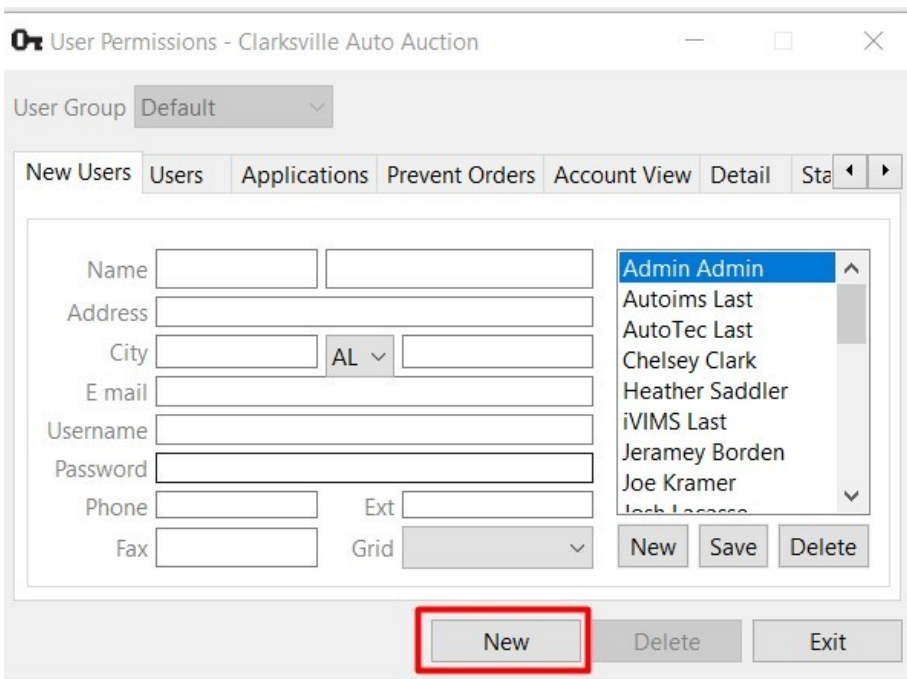 User Permissions - Clarksville Auto Auction
User Group Default
New Users Users Applications Prevent Orders Account View Detail Sta
Name
Address
City AL
E mail
Username
Password
Phone Ext
Fax Grid
Admin Admin
Autoims Last
AutoTec Last
Chelsey Clark
Heather Saddler
iVIMS Last
Jeramey Borden
Joe Kramer
New Save Delete
New Delete Exit